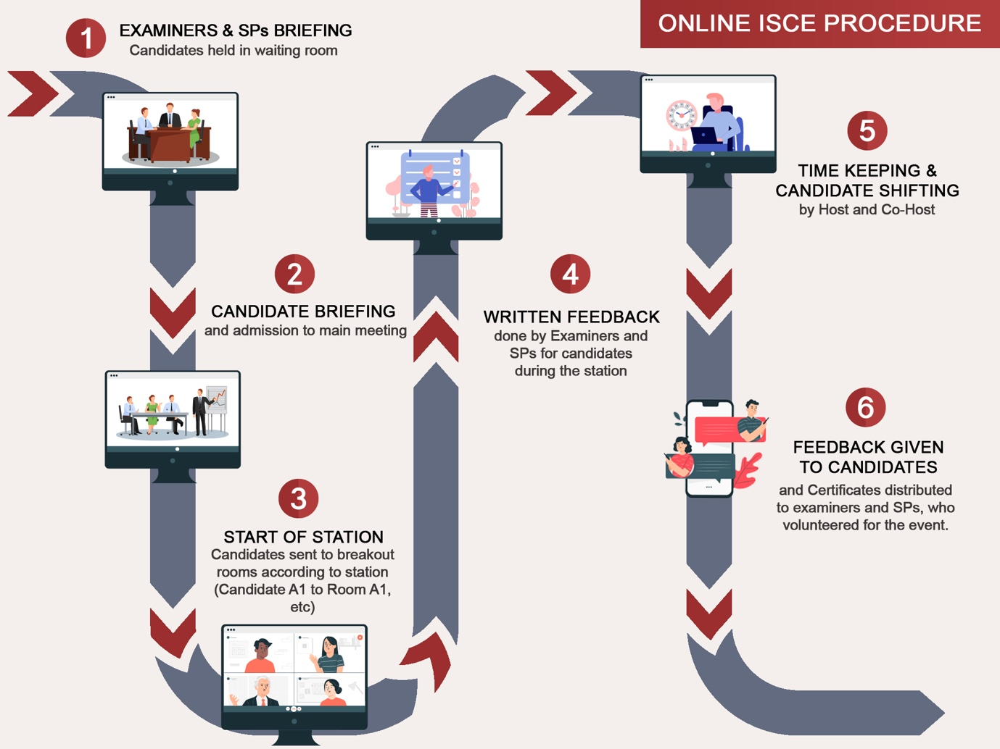 ONLINE ISCE PROCEDURE
1
EXAMINERS & SPs BRIEFING
Candidates held in waiting room
2
CANDIDATE BRIEFING
and admission to main meeting
3
START OF STATION
Candidates sent to breakout
rooms according to station
(Candidate A1 to Room A1,
etc)
4
WRITTEN FEEDBACK
done by Examiners and
SPs for candidates
during the station
5
TIME KEEPING &
CANDIDATE SHIFTING
by Host and Co-Host
6
FEEDBACK GIVEN
TO CANDIDATES
and Certificates distributed
to examiners and SPs, who
volunteered for the event.